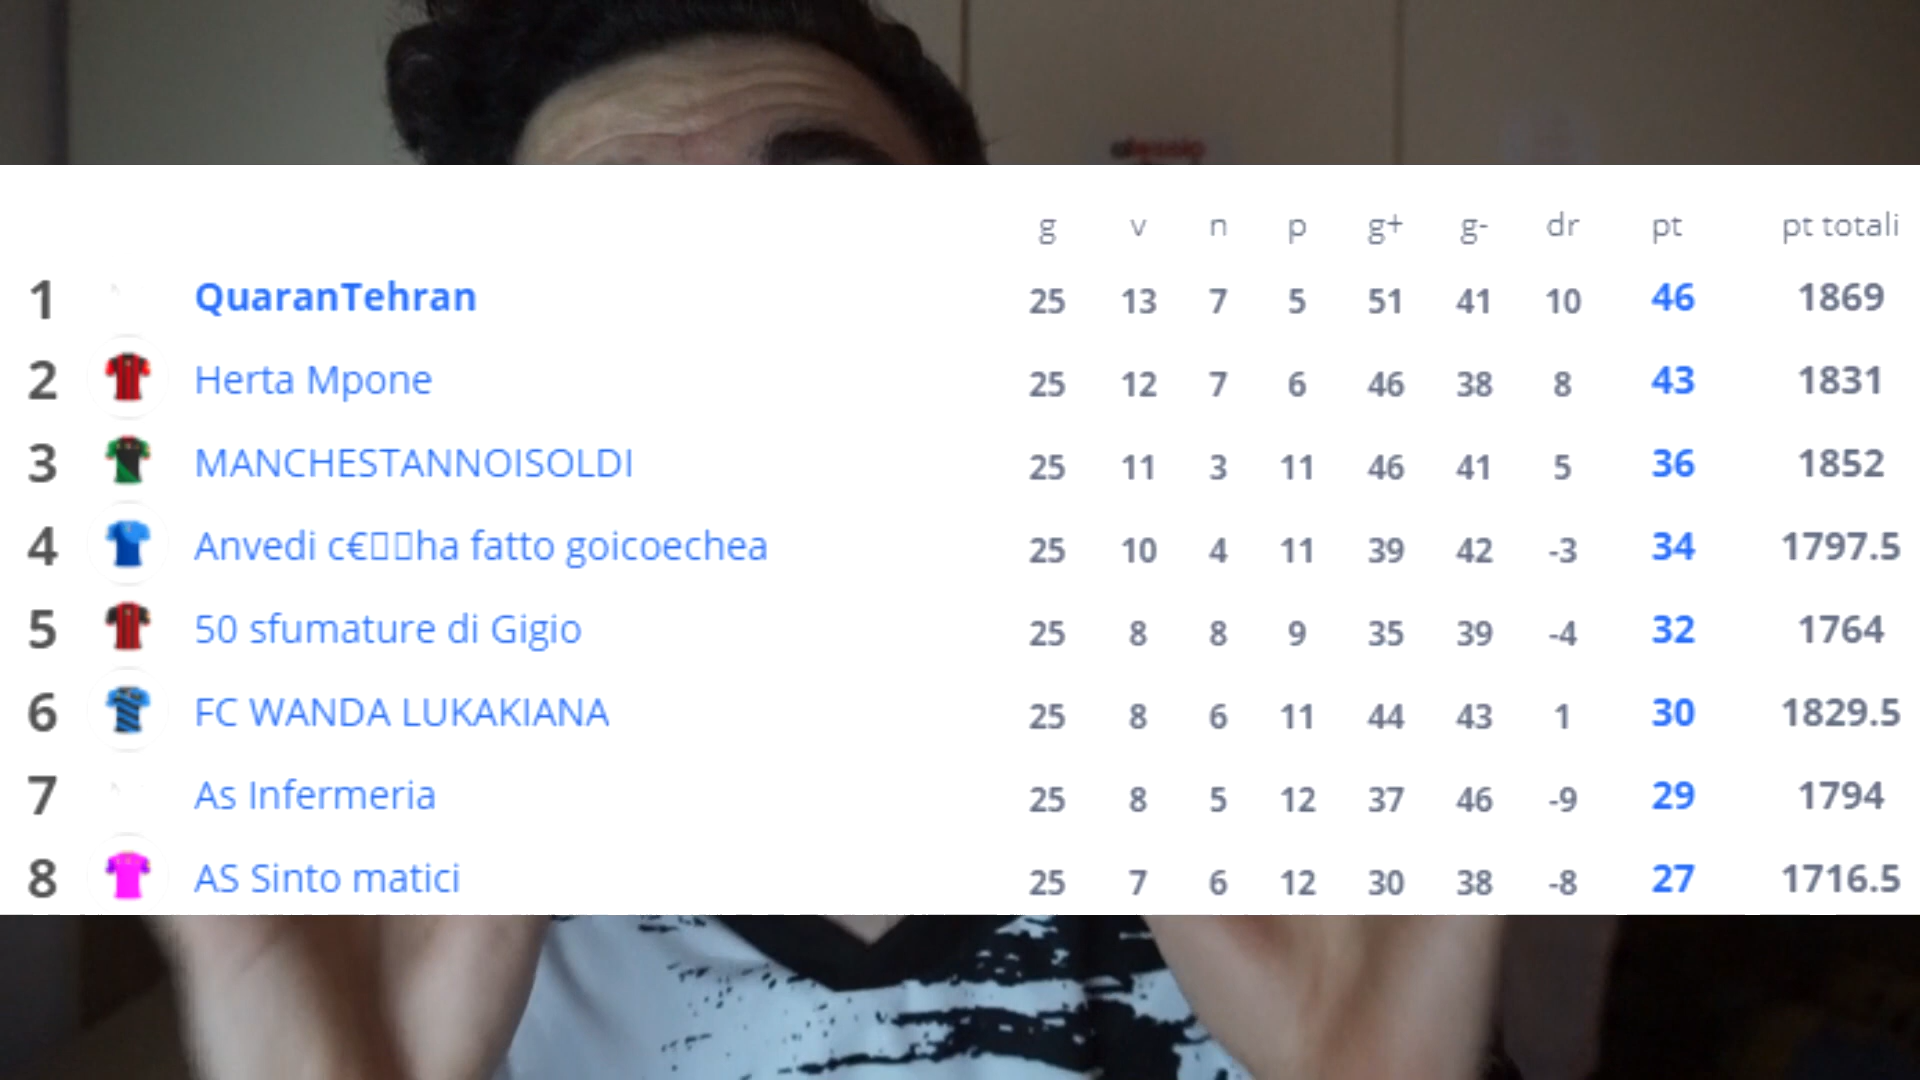 g v n p g+ g- dr pt pt totali
1 QuaranTehran 25 13 7 5 51 41 10 46 1869
2 Herta Mpone 25 12 7 6 46 38 8 43 1831
3 MANCHESTANNOISOLDI 25 11 3 11 46 41 5 36 1852
4 Anvedi c€▯▯ha fatto goicoechea 25 10 4 11 39 42 -3 34 1797.5
5 50 sfumature di Gigio 25 8 8 9 35 39 -4 32 1764
6 FC WANDA LUKAKIANA 25 8 6 11 44 43 1 30 1829.5
7 As Infermeria 25 8 5 12 37 46 -9 29 1794
8 AS Sinto matici 25 7 6 12 30 38 -8 27 1716.5